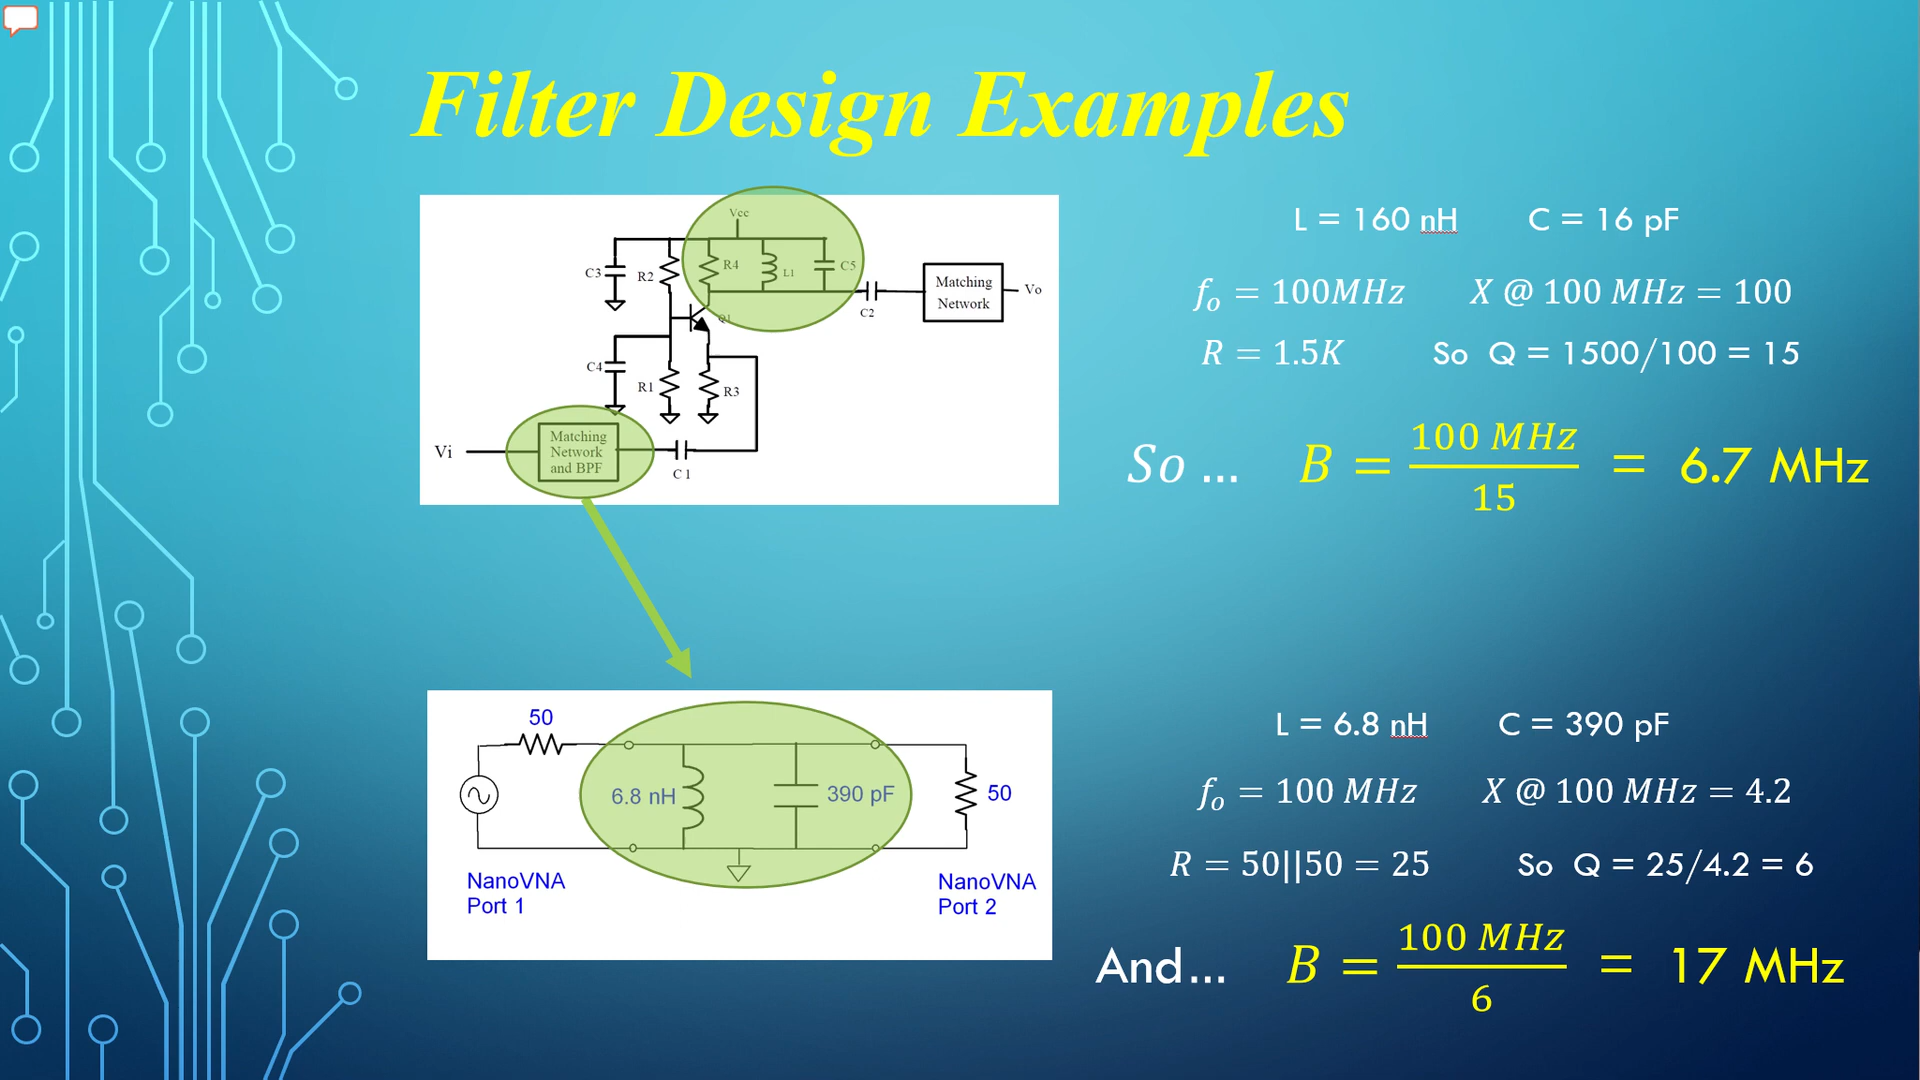 Filter Design Examples
Vcc
C3
R2
R4
L1
C5
Q1
C2
Matching
Network
Vo
C4
R1
R3
Vi
Matching
Network
and BPF
C1
L = 160 nH C = 16 pF
fₒ = 100MHz X @ 100 MHz = 100
R = 1.5K So Q = 1500/100 = 15
So ... B = 100 MHz / 15 = 6.7 MHz
50
6.8 nH
390 pF
50
NanoVNA
Port 1
NanoVNA
Port 2
L = 6.8 nH C = 390 pF
fₒ = 100 MHz X @ 100 MHz = 4.2
R = 50||50 = 25 So Q = 25/4.2 = 6
And... B = 100 MHz / 6 = 17 MHz